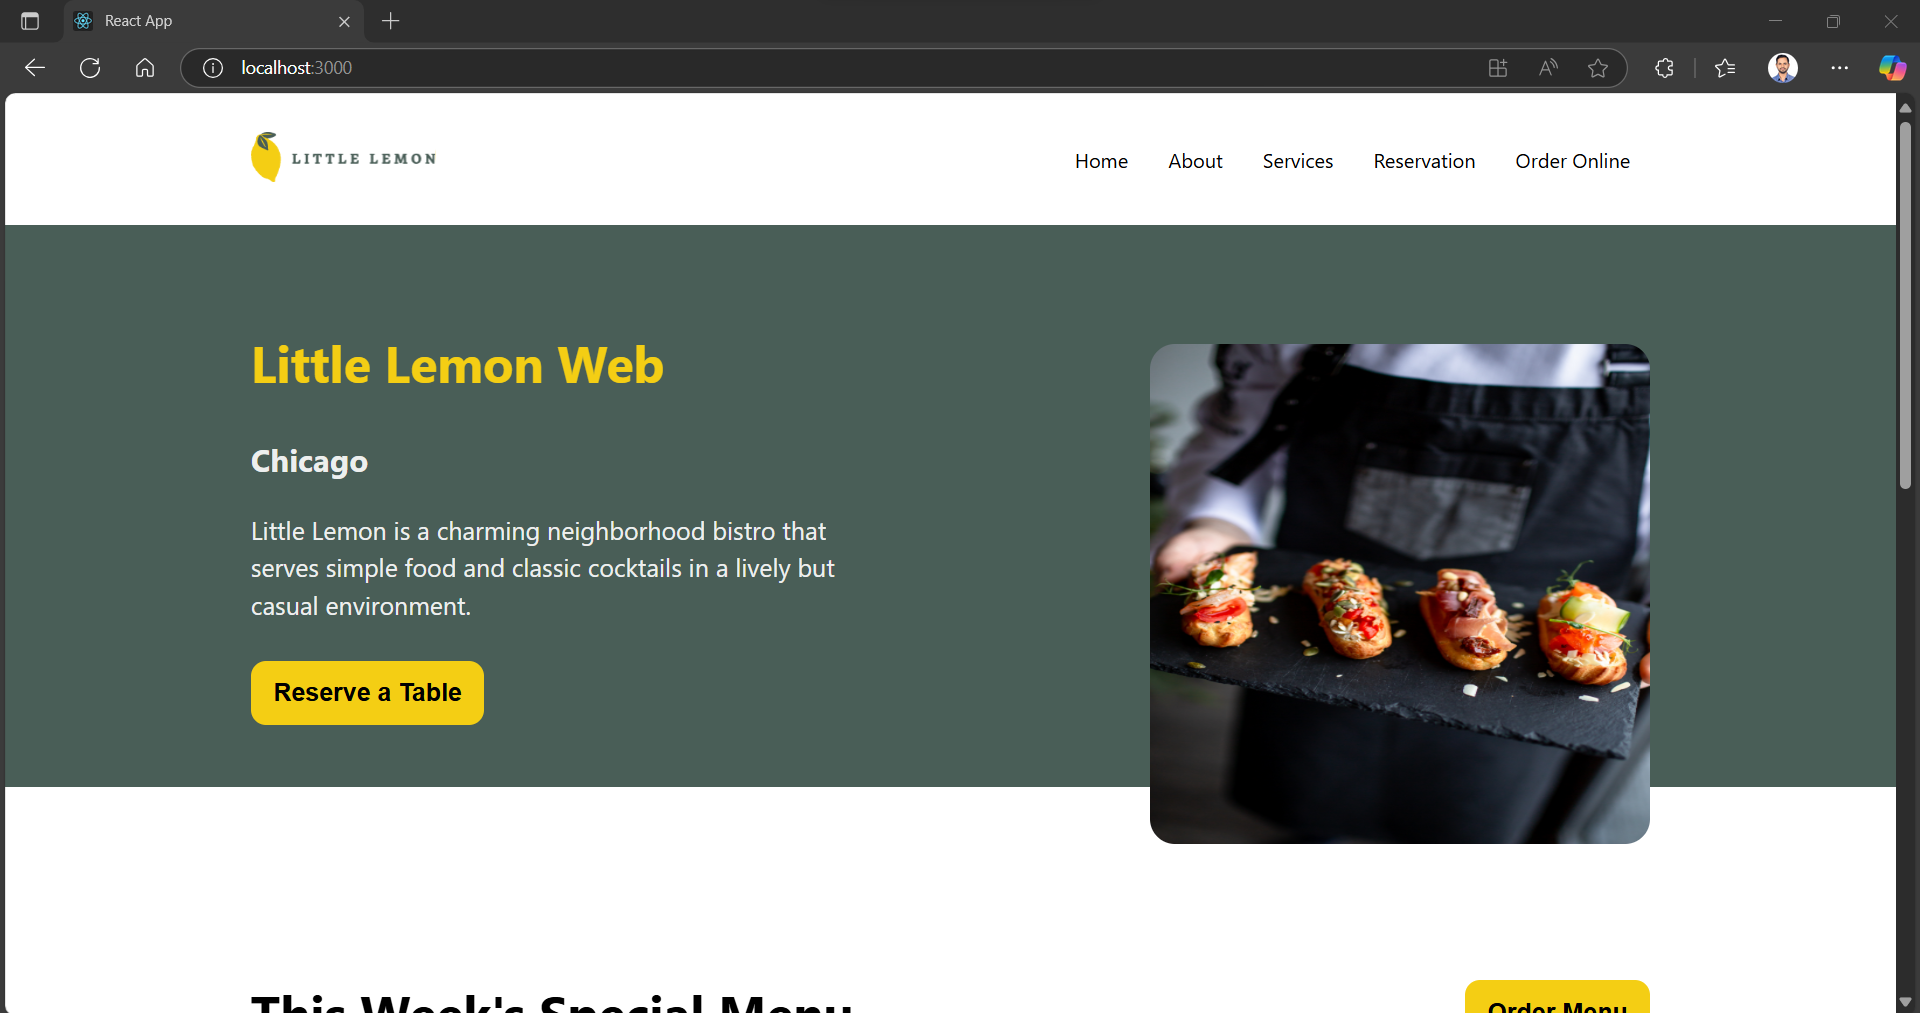 React App
localhost:3000
LITTLE LEMON
Home About Services Reservation Order Online
Little Lemon Web
Chicago
Little Lemon is a charming neighborhood bistro that
serves simple food and classic cocktails in a lively but
casual environment.
Reserve a Table
This Week's Special Menu
Order Menu